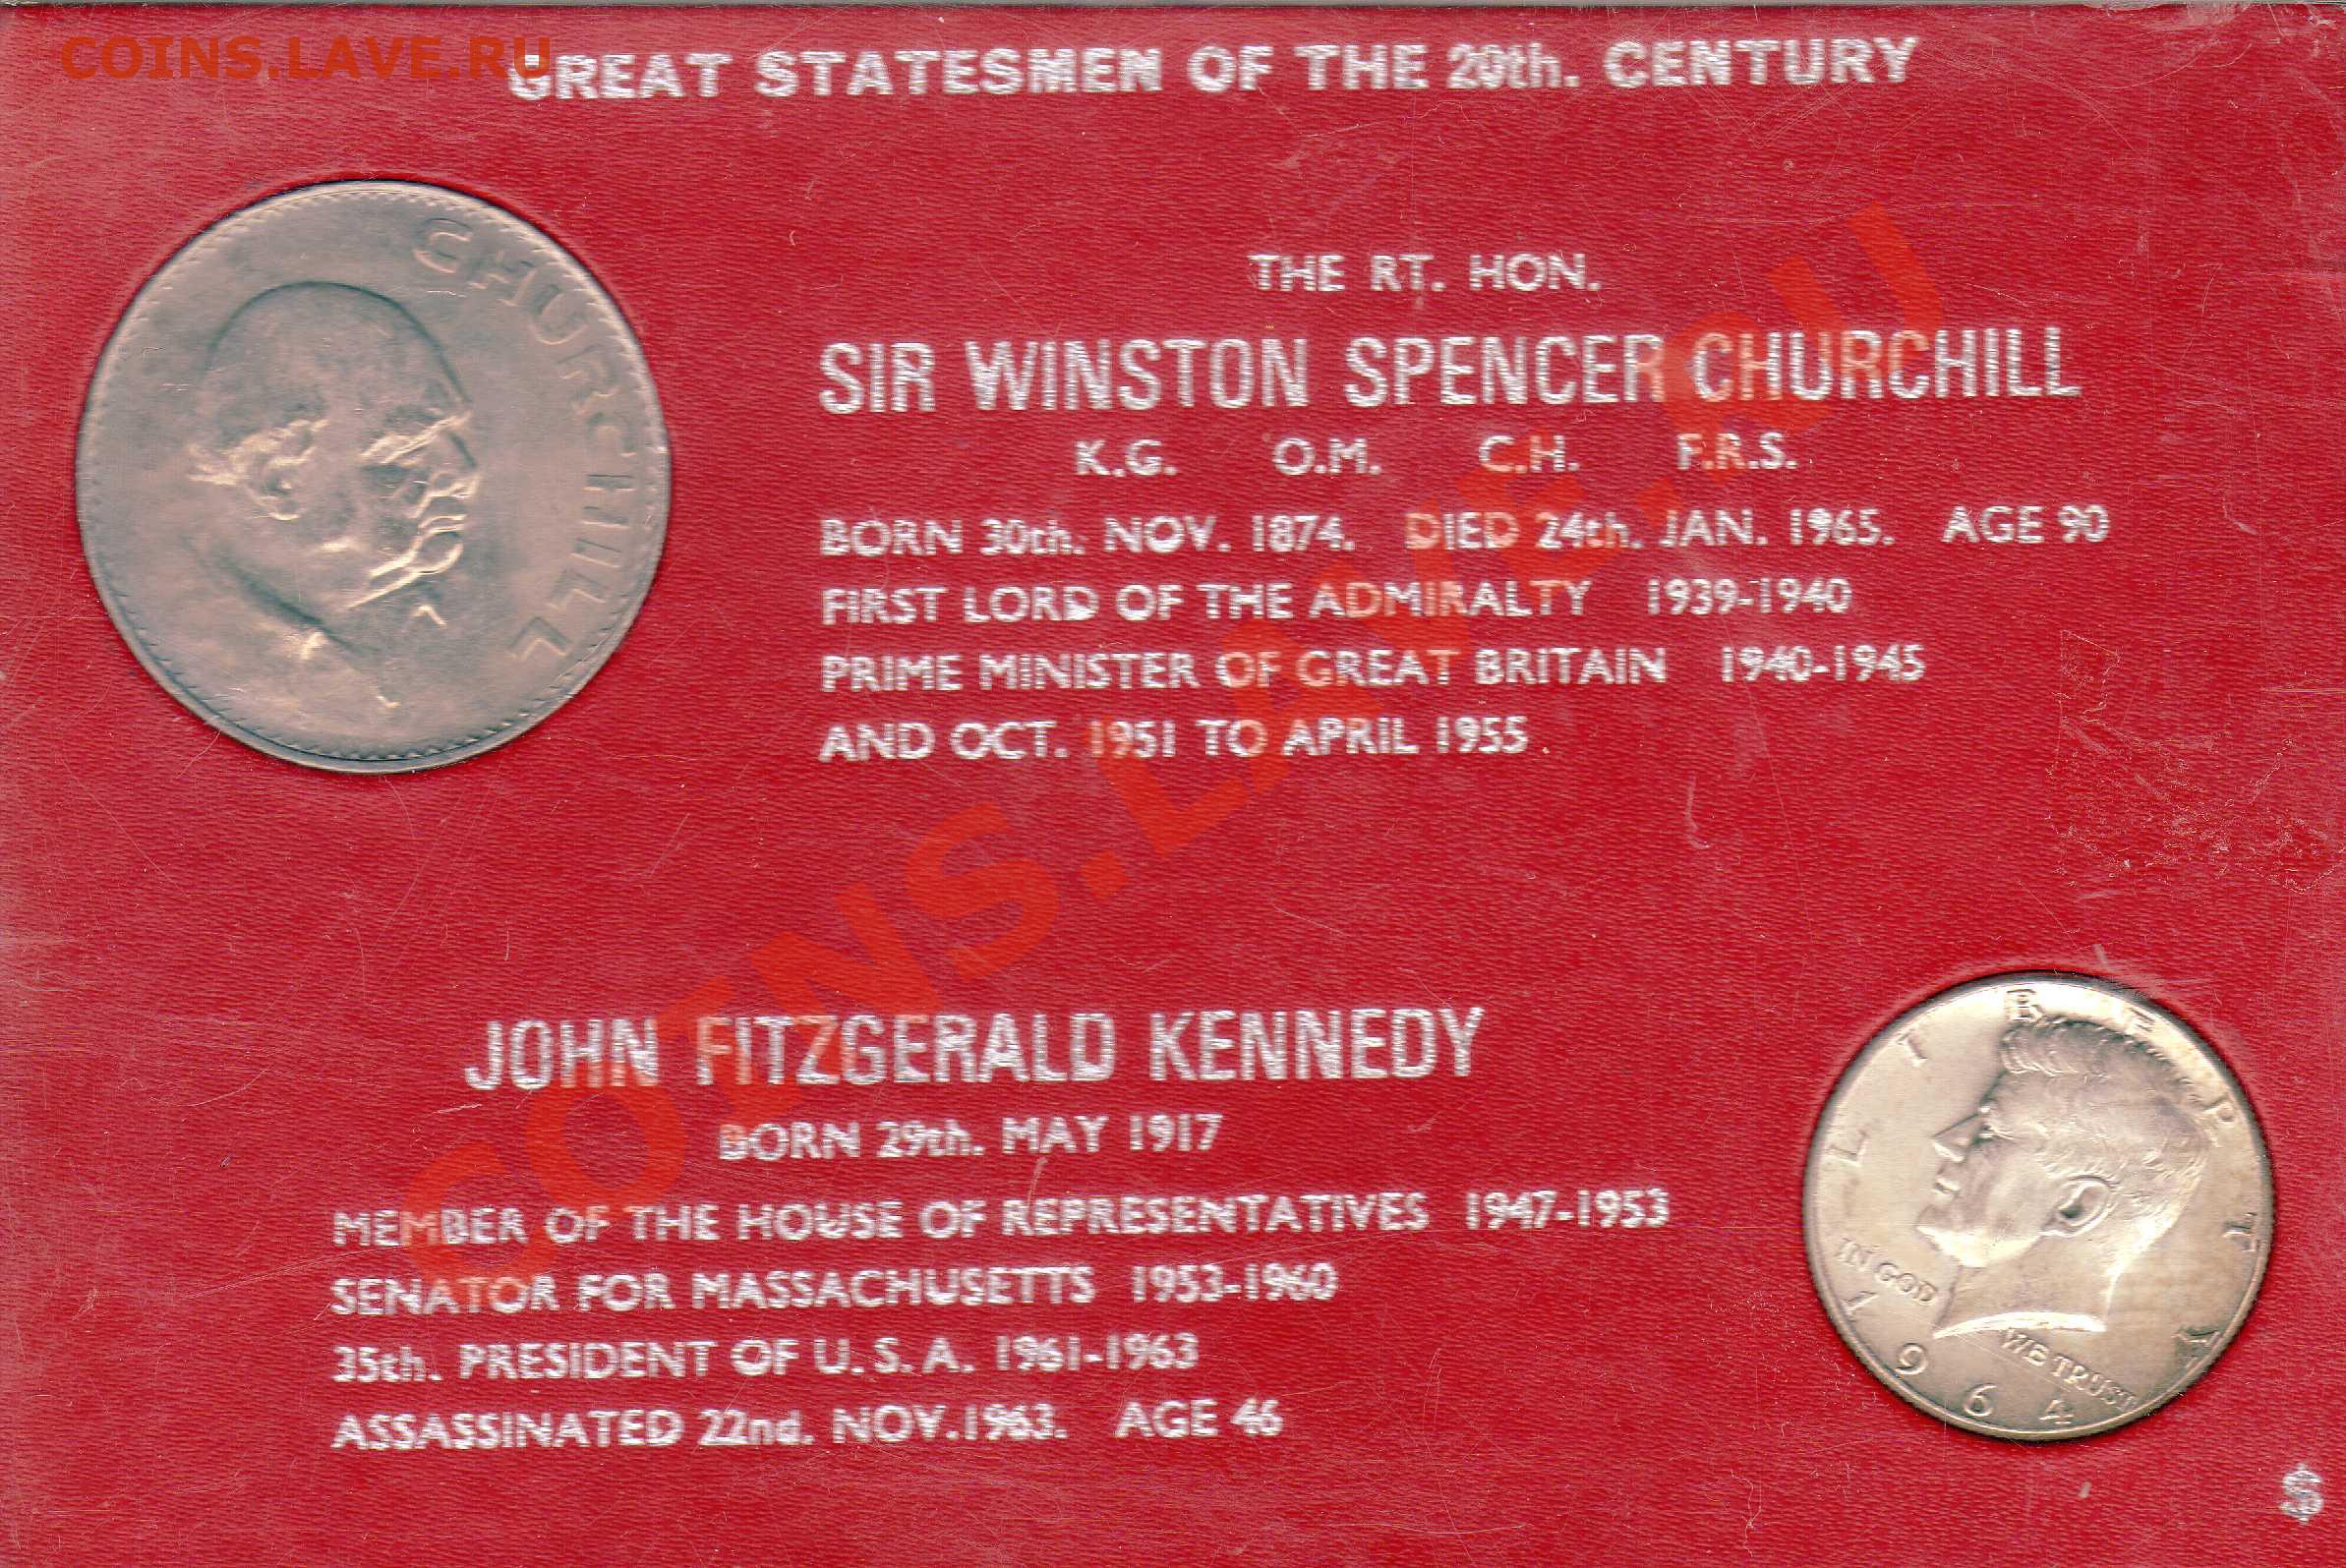 COINS.LAVE.RU
GREAT STATESMEN OF THE 20th. CENTURY
CHURCHILL
THE RT. HON.
SIR WINSTON SPENCER CHURCHILL
K.G. O.M. C.H. F.R.S.
BORN 30th. NOV. 1874. DIED 24th. JAN. 1965. AGE 90
FIRST LORD OF THE ADMIRALTY 1939-1940
PRIME MINISTER OF GREAT BRITAIN 1940-1945
AND OCT. 1951 TO APRIL 1955
COINS.LAVE.RU
JOHN FITZGERALD KENNEDY
BORN 29th. MAY 1917
MEMBER OF THE HOUSE OF REPRESENTATIVES 1947-1953
SENATOR FOR MASSACHUSETTS 1953-1960
35th. PRESIDENT OF U.S.A. 1961-1963
ASSASSINATED 22nd. NOV.1963. AGE 46
LIBERTY
IN GOD WE TRUST
1964
$